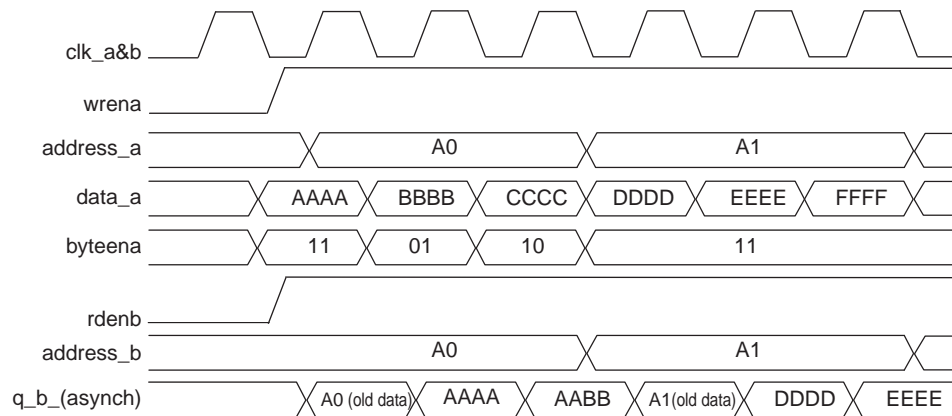 clk_a&b
wrena
address_a A0 A1
data_a AAAA BBBB CCCC DDDD EEEE FFFF
byteena 11 01 10 11
rdenb
address_b A0 A1
q_b_(asynch) A0 (old data) AAAA AABB A1(old data) DDDD EEEE